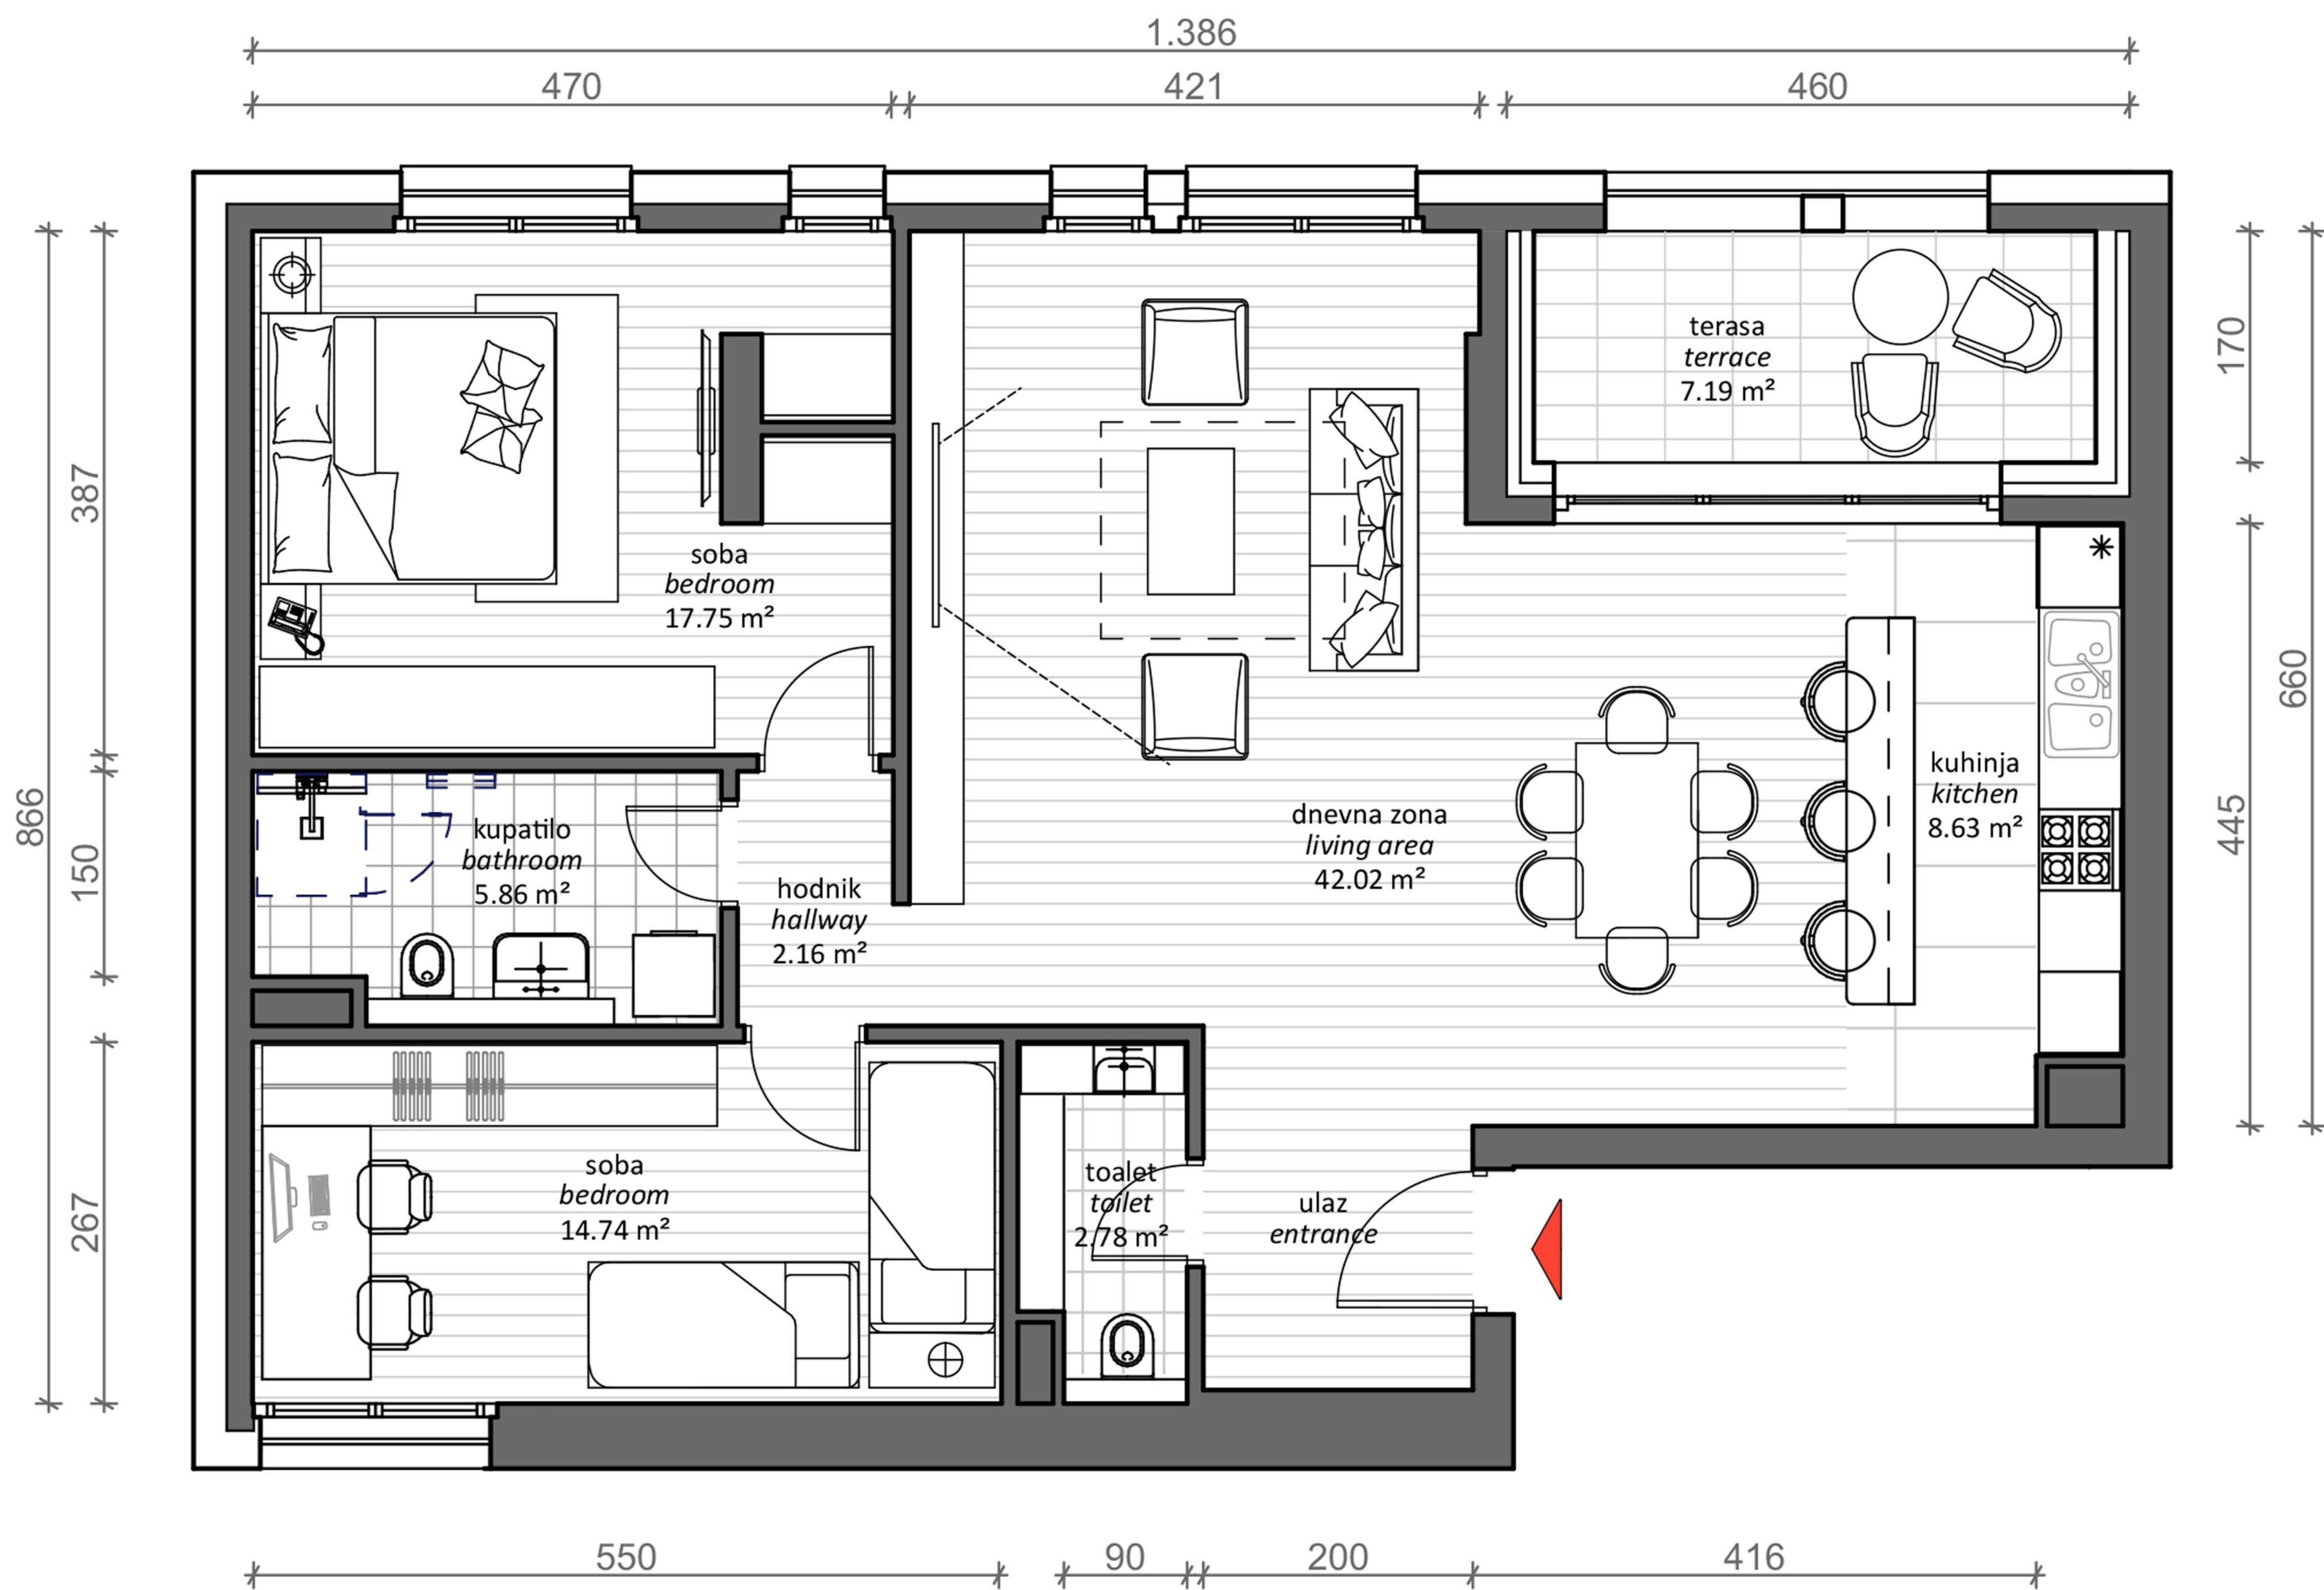 1.386
470
421
460
866
387
150
267
170
445
660
soba
bedroom
17.75 m²
terasa
terrace
7.19 m²
kuhinja
kitchen
8.63 m²
dnevna zona
living area
42.02 m²
kupatilo
bathroom
5.86 m²
hodnik
hallway
2.16 m²
soba
bedroom
14.74 m²
toalet
toilet
2.78 m²
ulaz
entrance
550
90
200
416